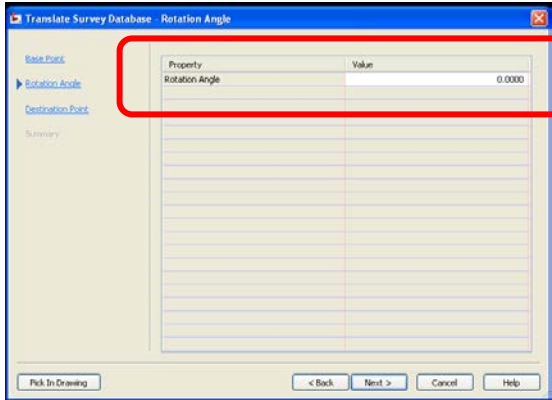 Translate Survey Database - Rotation Angle
Base Point
Rotation Angle
Destination Point
Summary
Property Value
Rotation Angle 0.0000
Pick In Drawing < Back Next > Cancel Help